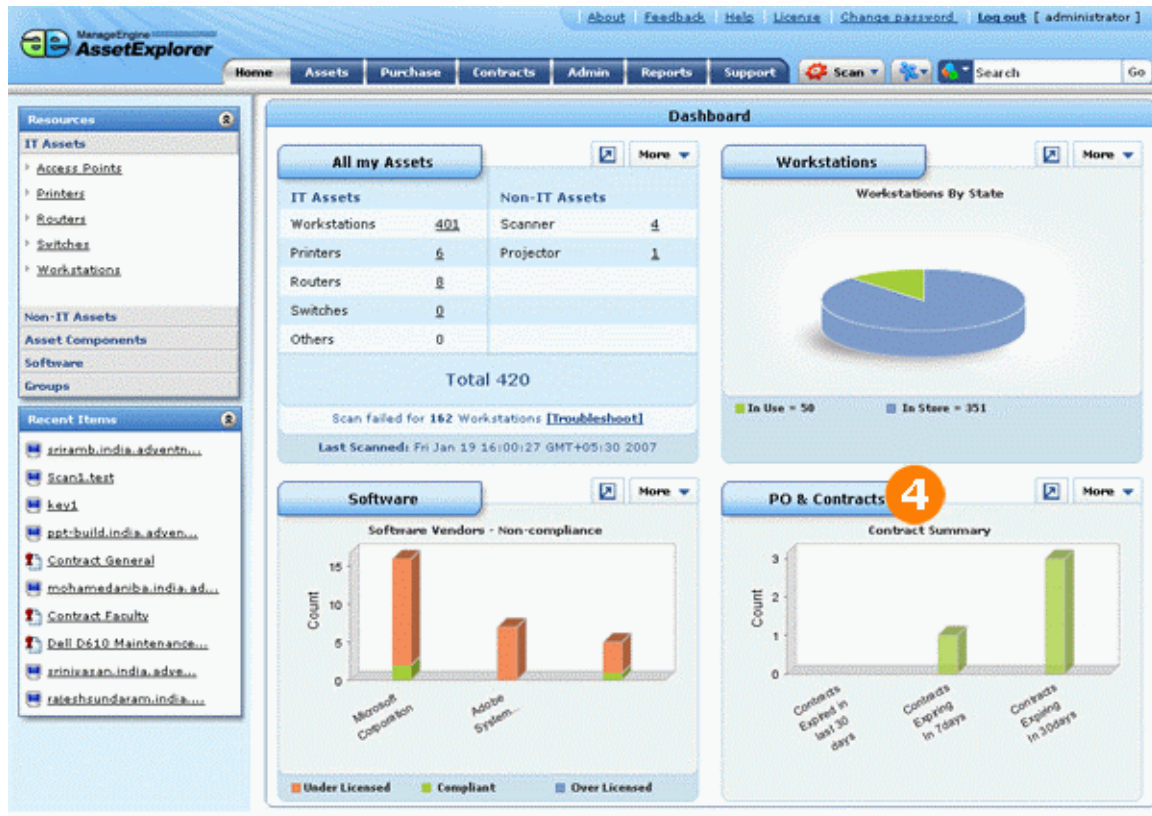 About Feedback Help License Change password Log out [ administrator ]
ManageEngine
AssetExplorer
Home Assets Purchase Contracts Admin Reports Support Scan Search Go
Resources
IT Assets
Access Points
Printers
Routers
Switches
Workstations
Non-IT Assets
Asset Components
Software
Groups
Recent Items
sriramb.india.adventn...
Scan1.test
key1
ppt-build.india.adven...
Contract General
mohamedaniba.india.ad...
Contract Faculty
Dell D610 Maintenance...
srinivasan.india.adve...
rajeshsundaram.india....
Dashboard
All my Assets More
IT Assets Non-IT Assets
Workstations 401 Scanner 4
Printers 6 Projector 1
Routers 8
Switches 0
Others 0
Total 420
Scan failed for 162 Workstations [Troubleshoot]
Last Scanned: Fri Jan 19 16:00:27 GMT+05:30 2007
Workstations More
Workstations By State
In Use = 50 In Store = 351
Software More
Software Vendors - Non-compliance
Count
15
10
5
0
Microsoft
Corporation
Adobe
System...
Under Licensed Compliant Over Licensed
PO & Contracts 4 More
Contract Summary
Count
3
2
1
0
Contracts
Expired in
last 30
days
Contracts
Expiring
In 7days
Contracts
Expiring
In 30days